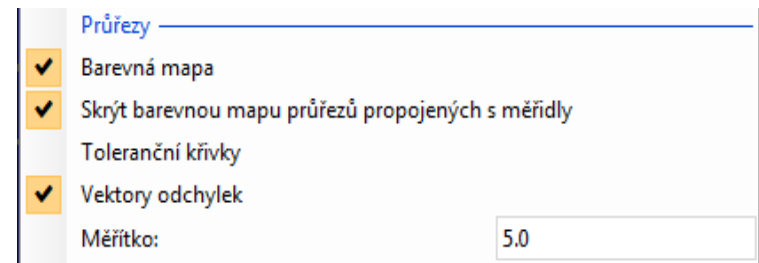 Průřezy
Barevná mapa
Skrýt barevnou mapu průřezů propojených s měřidly
Toleranční křivky
Vektory odchylek
Měřítko: 5.0